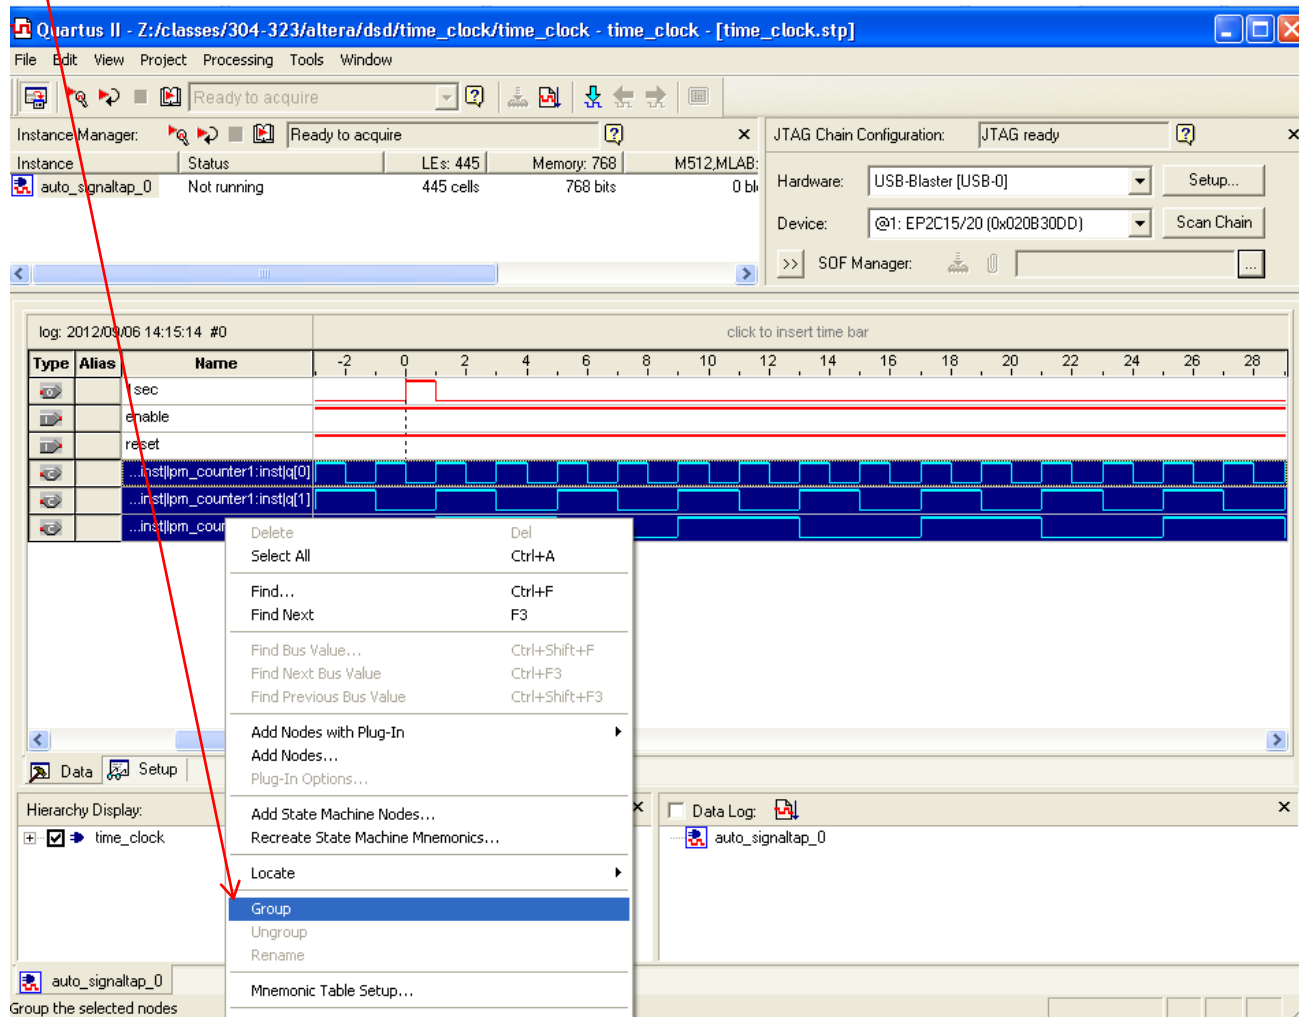 Quartus II - Z:/classes/304-323/altera/dsd/time_clock/time_clock - time_clock - [time_clock.stp]
File Edit View Project Processing Tools Window
Ready to acquire
Instance Manager: Ready to acquire
JTAG Chain Configuration: JTAG ready
Instance Status LEs: 445 Memory: 768 M512,MLAB:
auto_signaltap_0 Not running 445 cells 768 bits 0 bl
Hardware: USB-Blaster [USB-0] Setup...
Device: @1: EP2C15/20 (0x020B30DD) Scan Chain
>> SOF Manager: ...
log: 2012/09/06 14:15:14 #0 click to insert time bar
Type Alias Name -2 0 2 4 6 8 10 12 14 16 18 20 22 24 26 28
1sec
enable
reset
...inst|lpm_counter1:inst|q[0]
...inst|lpm_counter1:inst|q[1]
...inst|lpm_cour
Delete Del
Select All Ctrl+A
Find... Ctrl+F
Find Next F3
Find Bus Value... Ctrl+Shift+F
Find Next Bus Value Ctrl+F3
Find Previous Bus Value Ctrl+Shift+F3
Add Nodes with Plug-In
Add Nodes...
Plug-In Options...
Add State Machine Nodes...
Recreate State Machine Mnemonics...
Locate
Group
Ungroup
Rename
Mnemonic Table Setup...
Data Setup
Hierarchy Display:
time_clock
Data Log:
auto_signaltap_0
auto_signaltap_0
Group the selected nodes